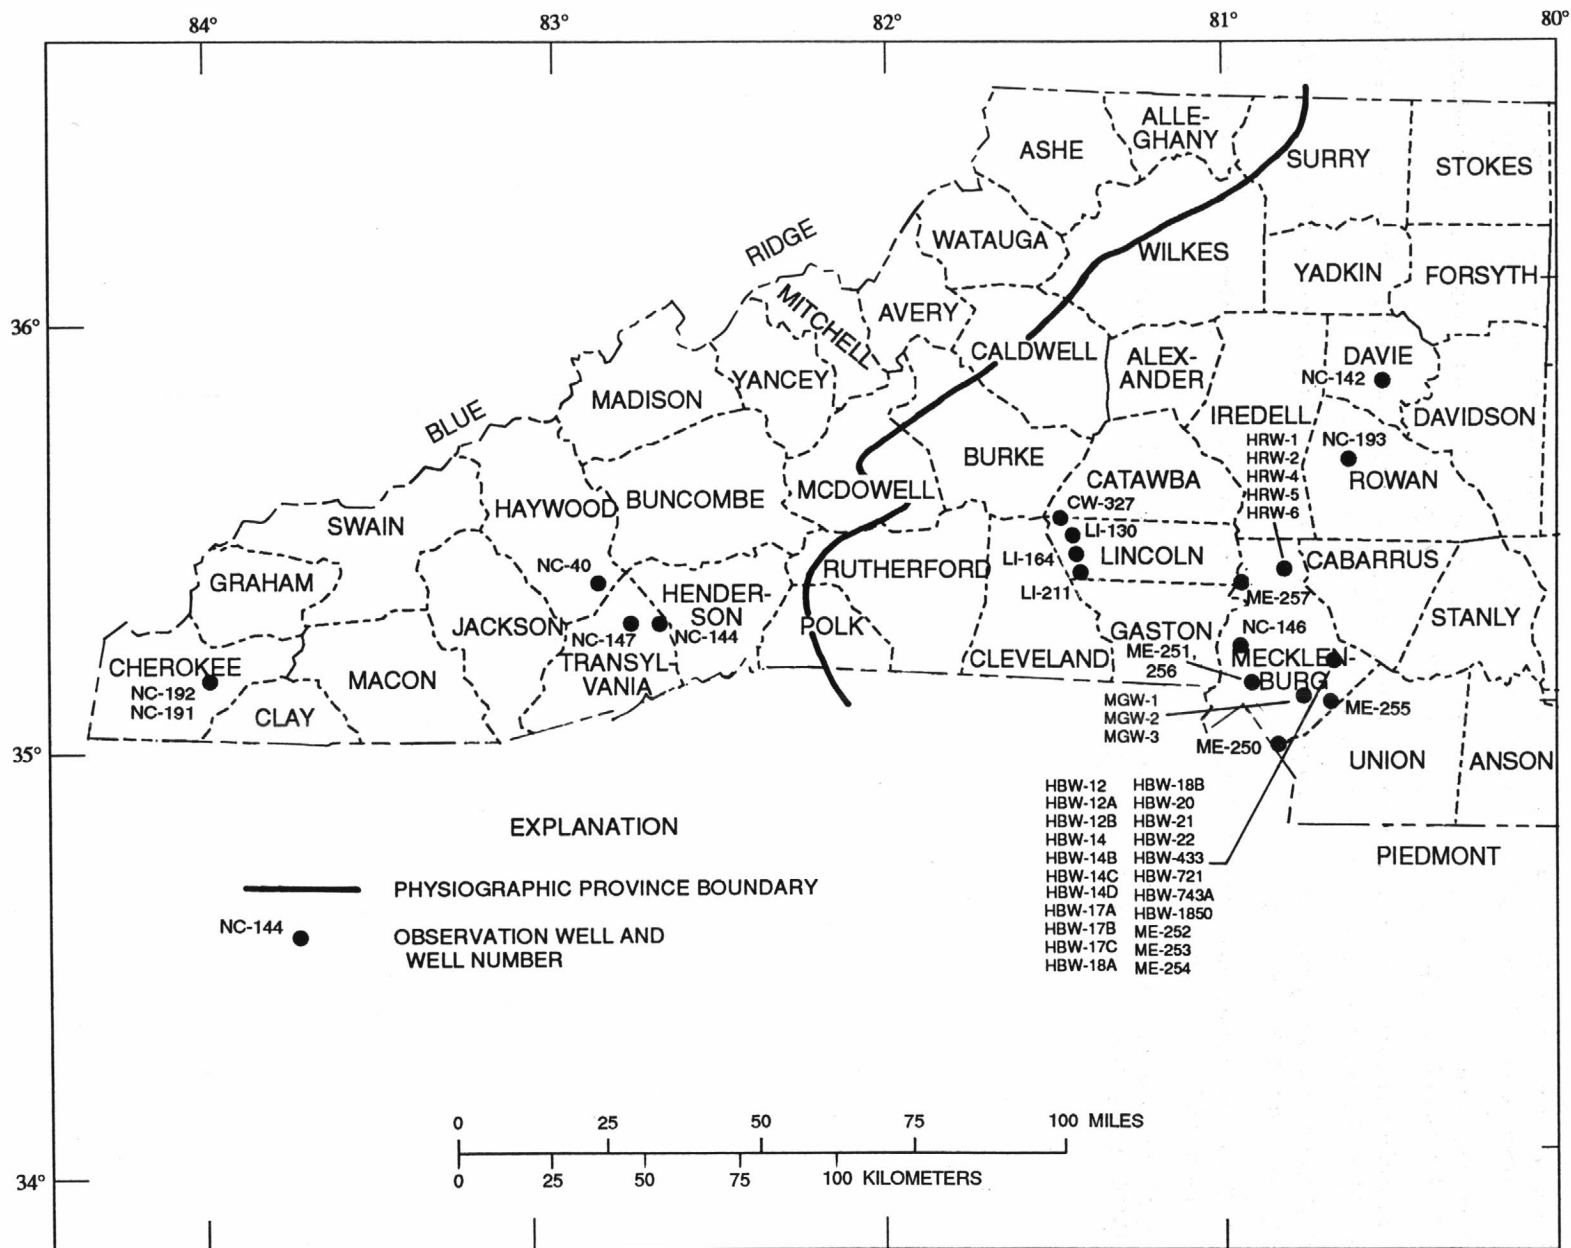 84°
83°
82°
81°
80°
ALLE-
GHANY
ASHE
SURRY
STOKES
WATAUGA
WILKES
RIDGE
YADKIN
FORSYTH
MITCHELL
AVERY
36°
CALDWELL
ALEX-
ANDER
DAVIE
NC-142
YANCEY
MADISON
BLUE
IREDELL
DAVIDSON
HRW-1
HRW-2
HRW-4
HRW-5
HRW-6
NC-193
ROWAN
BURKE
CATAWBA
MCDOWELL
BUNCOMBE
HAYWOOD
SWAIN
CW-327
LI-130
LI-164
LINCOLN
LI-211
CABARRUS
RUTHERFORD
NC-40
GRAHAM
HENDER-
SON
ME-257
STANLY
JACKSON
NC-147
NC-144
POLK
GASTON
NC-146
ME-251,
256
MECKLEN-
BURG
CLEVELAND
TRANSYL-
VANIA
CHEROKEE
NC-192
NC-191
MACON
CLAY
MGW-1
MGW-2
MGW-3
ME-255
ME-250
35°
UNION
ANSON
HBW-12
HBW-12A
HBW-12B
HBW-14
HBW-14B
HBW-14C
HBW-14D
HBW-17A
HBW-17B
HBW-17C
HBW-18A
HBW-18B
HBW-20
HBW-21
HBW-22
HBW-433
HBW-721
HBW-743A
HBW-1850
ME-252
ME-253
ME-254
PIEDMONT
EXPLANATION
PHYSIOGRAPHIC PROVINCE BOUNDARY
NC-144
OBSERVATION WELL AND
WELL NUMBER
0 25 50 75 100 MILES
0 25 50 75 100 KILOMETERS
34°